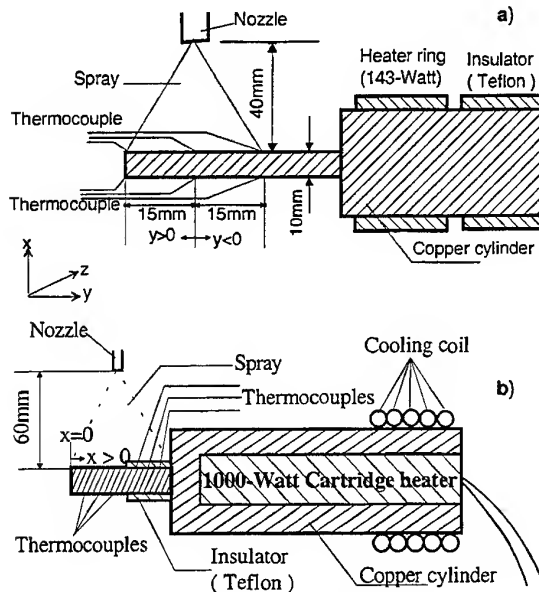 a)
Nozzle
Heater ring
(143-Watt)
Insulator
(Teflon)
Spray
40mm
Thermocouple
Thermocouple
15mm
15mm
10mm
y>0
y<0
Copper cylinder
x
z
y
Nozzle
Spray
Cooling coil
b)
Thermocouples
60mm
x=0
x > 0
1000-Watt Cartridge heater
Thermocouples
Insulator
( Teflon )
Copper cylinder